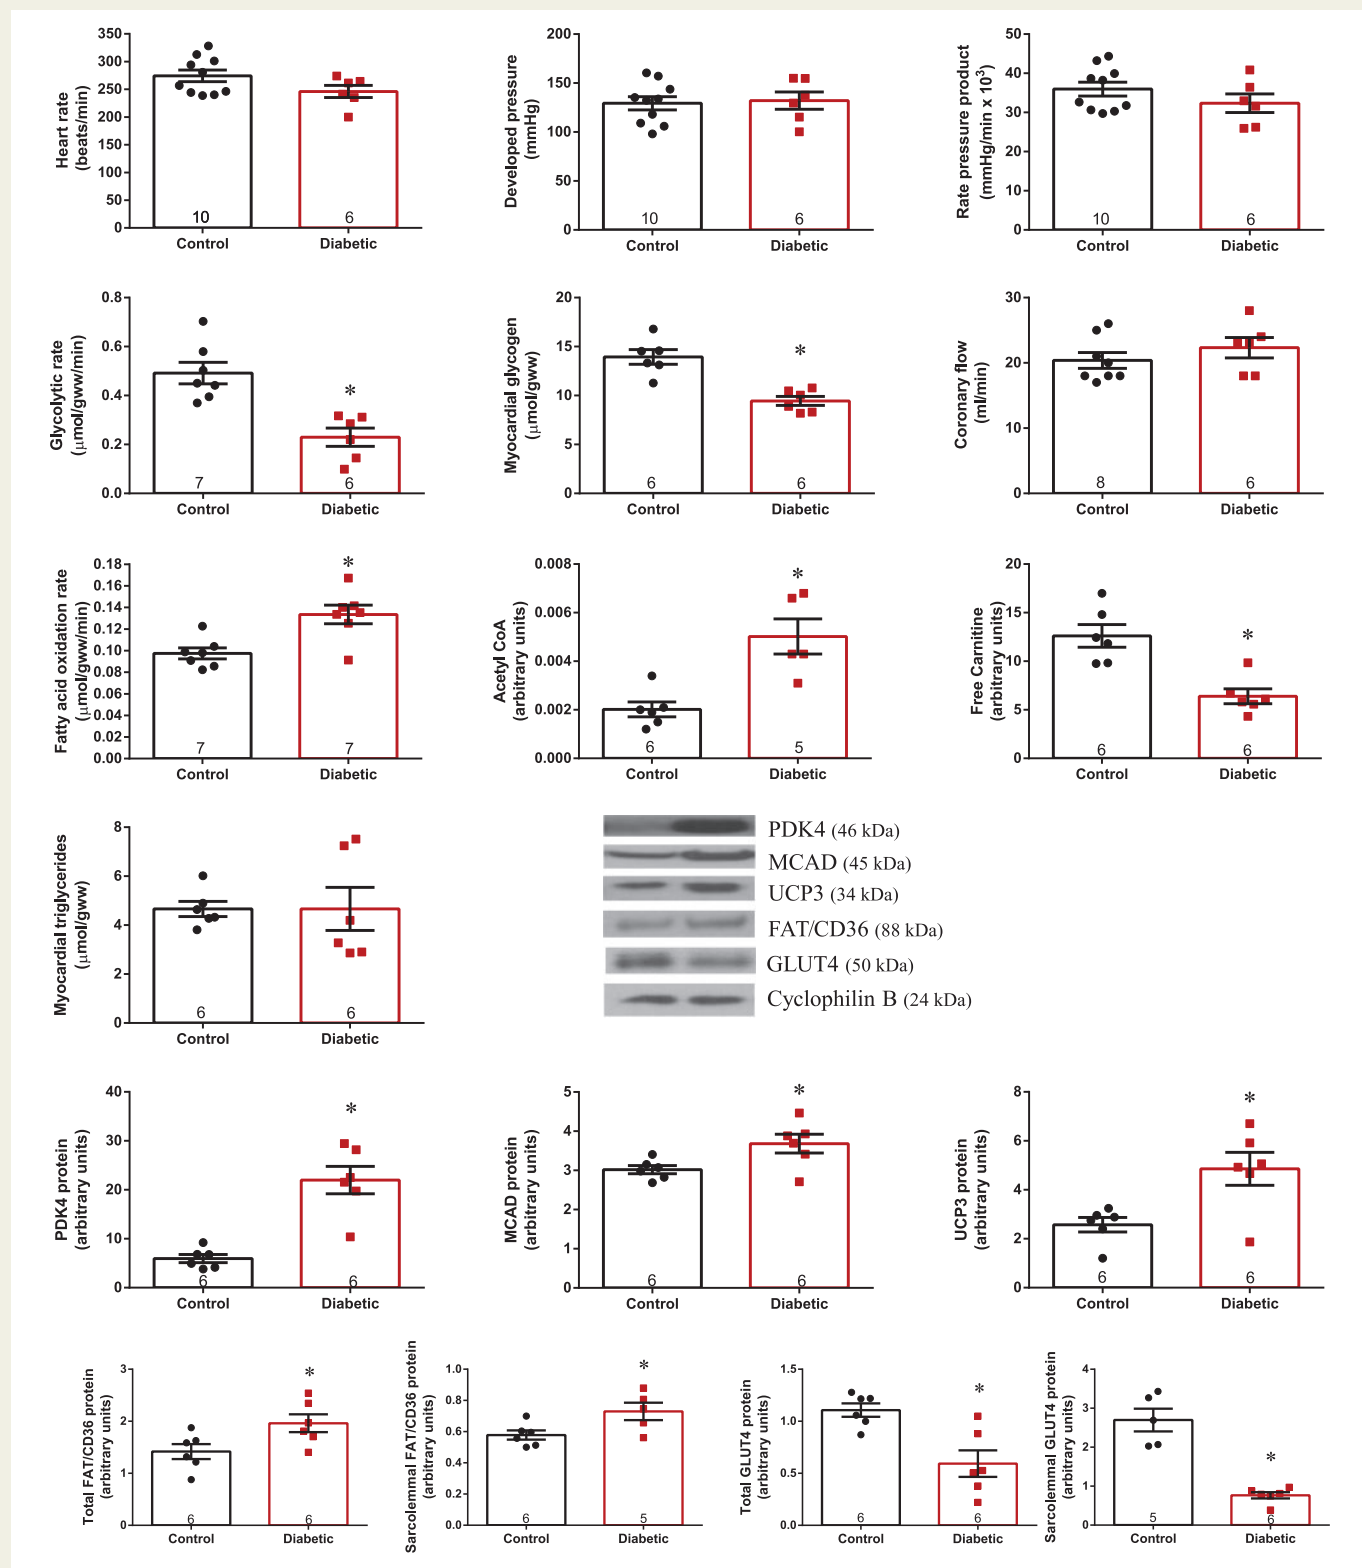 Heart rate
(beats/min)
350
300
250
200
150
100
50
0
10
6
Control
Diabetic
Developed pressure
(mmHg)
200
150
100
50
0
10
6
Control
Diabetic
Rate pressure product
(mmHg/min x 10³)
50
40
30
20
10
0
10
6
Control
Diabetic
Glycolytic rate
(μmol/gww/min)
0.8
0.6
0.4
0.2
0.0
*
7
6
Control
Diabetic
Myocardial glycogen
(μmol/gww)
20
15
10
5
0
*
6
6
Control
Diabetic
Coronary flow
(ml/min)
30
20
10
0
8
6
Control
Diabetic
Fatty acid oxidation rate
(μmol/gww/min)
0.18
0.16
0.14
0.12
0.10
0.08
0.06
0.04
0.02
0.00
*
7
7
Control
Diabetic
Acetyl CoA
(arbitrary units)
0.008
0.006
0.004
0.002
0.000
*
6
5
Control
Diabetic
Free Carnitine
(arbitrary units)
20
15
10
5
0
*
6
6
Control
Diabetic
Myocardial triglycerides
(μmol/gww)
8
6
4
2
0
6
6
Control
Diabetic
PDK4 (46 kDa)
MCAD (45 kDa)
UCP3 (34 kDa)
FAT/CD36 (88 kDa)
GLUT4 (50 kDa)
Cyclophilin B (24 kDa)
PDK4 protein
(arbitrary units)
40
30
20
10
0
*
6
6
Control
Diabetic
MCAD protein
(arbitrary units)
5
4
3
2
1
0
*
6
6
Control
Diabetic
UCP3 protein
(arbitrary units)
8
6
4
2
0
*
6
6
Control
Diabetic
Total FAT/CD36 protein
(arbitrary units)
3
2
1
0
*
6
6
Control
Diabetic
Sarcolemmal FAT/CD36 protein
(arbitrary units)
1.0
0.8
0.6
0.4
0.2
0.0
*
6
5
Control
Diabetic
Total GLUT4 protein
(arbitrary units)
1.5
1.0
0.5
0.0
*
6
6
Control
Diabetic
Sarcolemmal GLUT4 protein
(arbitrary units)
4
3
2
1
0
*
5
6
Control
Diabetic